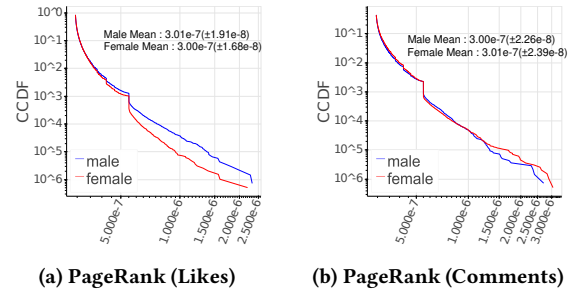 10^0
10^-1
10^-2
10^-3
10^-4
10^-5
10^-6
CCDF
Male Mean : 3.01e-7(±1.91e-8)
Female Mean : 3.00e-7(±1.68e-8)
male
female
5.000e-7
1.000e-6
1.500e-6
2.000e-6
2.500e-6
(a) PageRank (Likes)
10^0
10^-1
10^-2
10^-3
10^-4
10^-5
10^-6
CCDF
Male Mean : 3.00e-7(±2.26e-8)
Female Mean : 3.01e-7(±2.39e-8)
male
female
5.000e-7
1.000e-6
1.500e-6
2.000e-6
2.500e-6
3.000e-6
(b) PageRank (Comments)